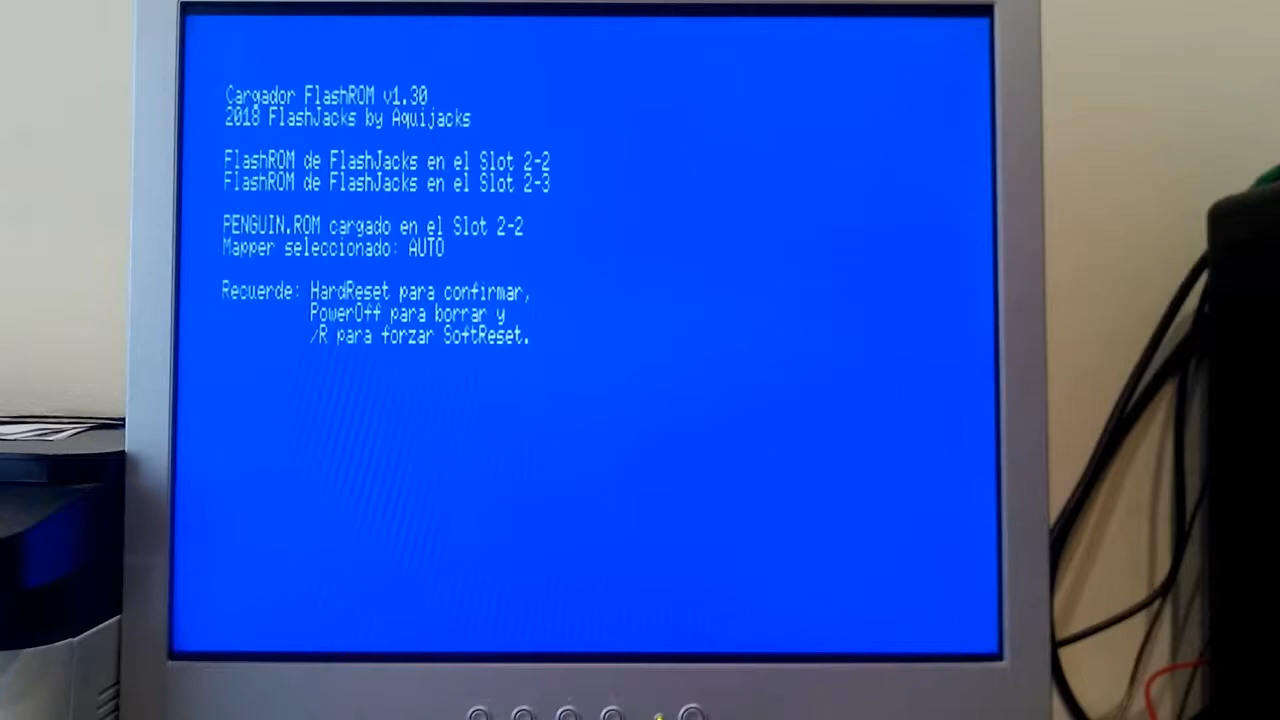 Cargador FlashROM v1.30
2018 FlashJacks by Aquijacks
FlashROM de FlashJacks en el Slot 2-2
FlashROM de FlashJacks en el Slot 2-3
PENGUIN.ROM cargado en el Slot 2-2
Mapper seleccionado: AUTO
Recuerde: HardReset para confirmar,
PowerOff para borrar y
/R para forzar SoftReset.